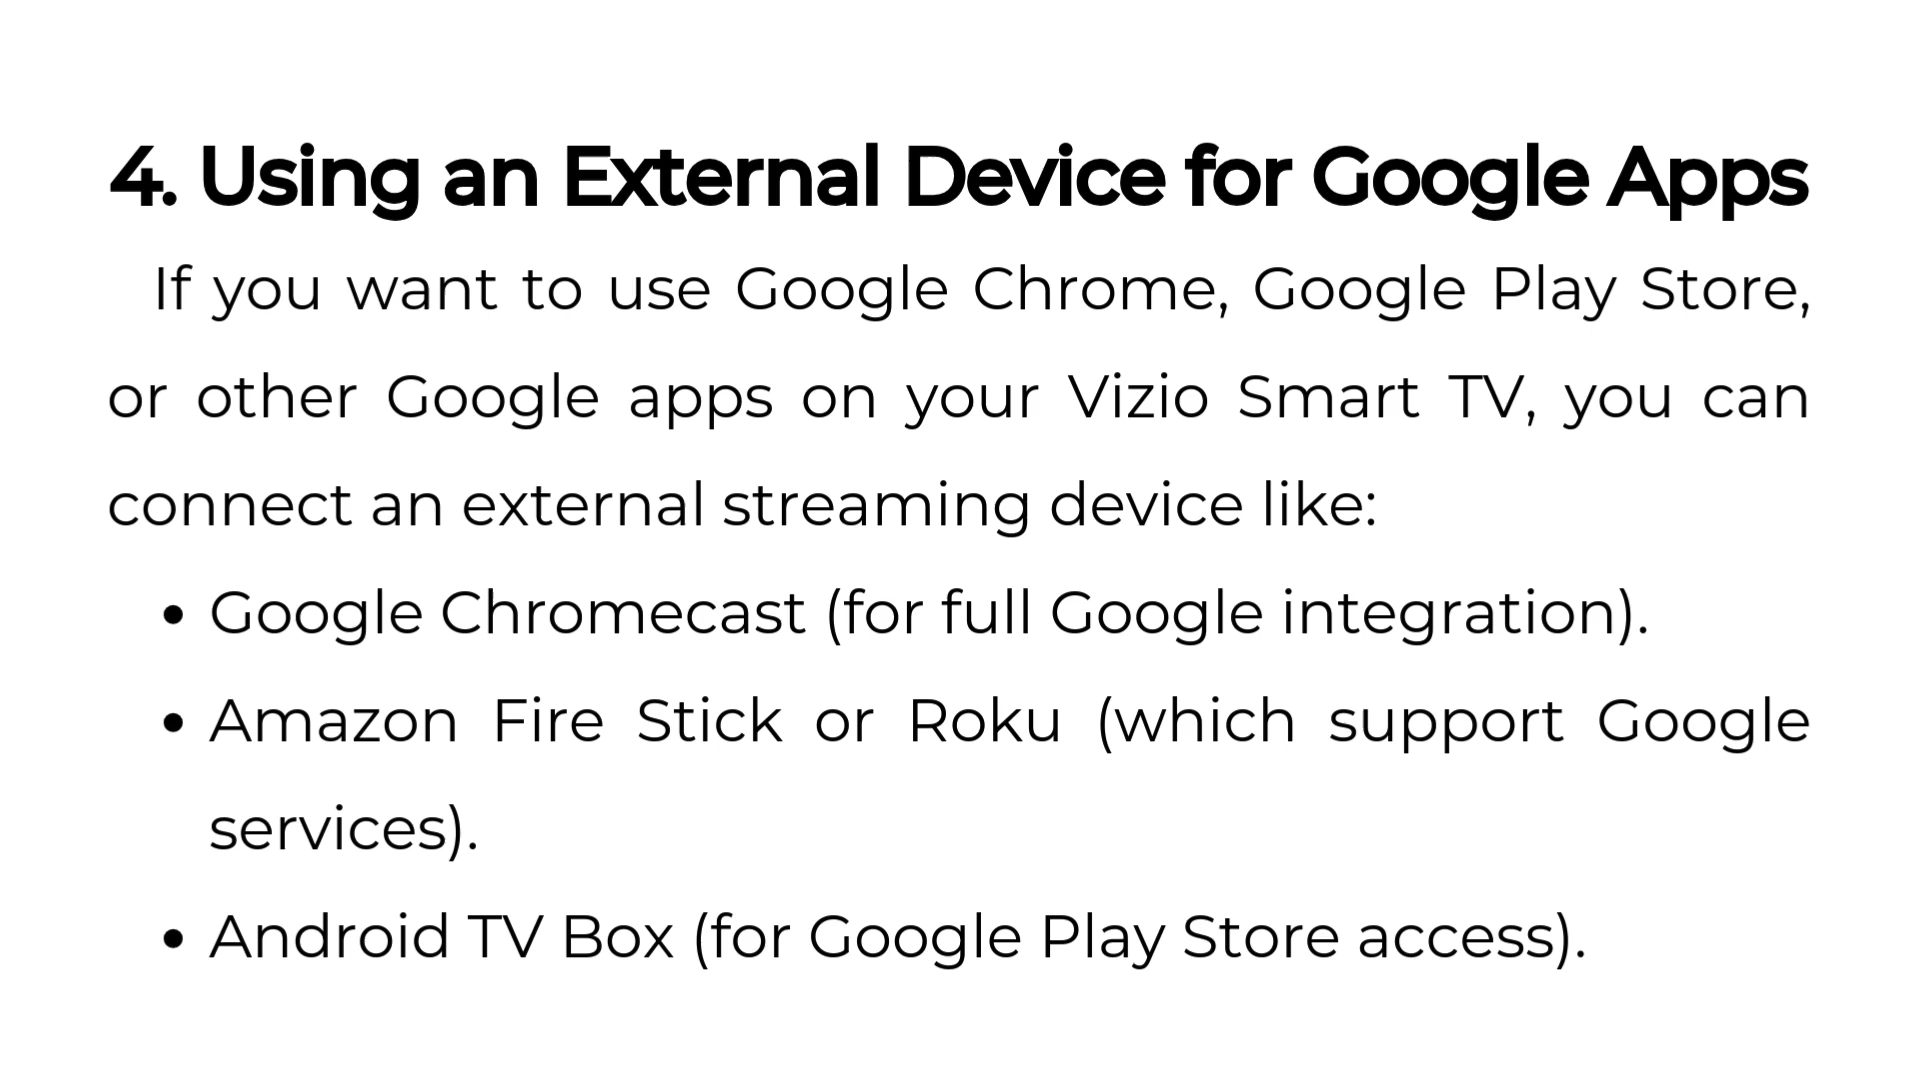 4. Using an External Device for Google Apps
If you want to use Google Chrome, Google Play Store,
or other Google apps on your Vizio Smart TV, you can
connect an external streaming device like:
• Google Chromecast (for full Google integration).
• Amazon Fire Stick or Roku (which support Google
services).
• Android TV Box (for Google Play Store access).